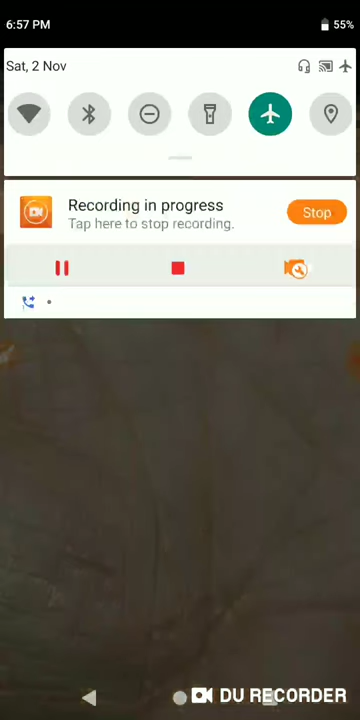 6:57 PM
55%
Sat, 2 Nov
Recording in progress
Tap here to stop recording.
Stop
DU RECORDER